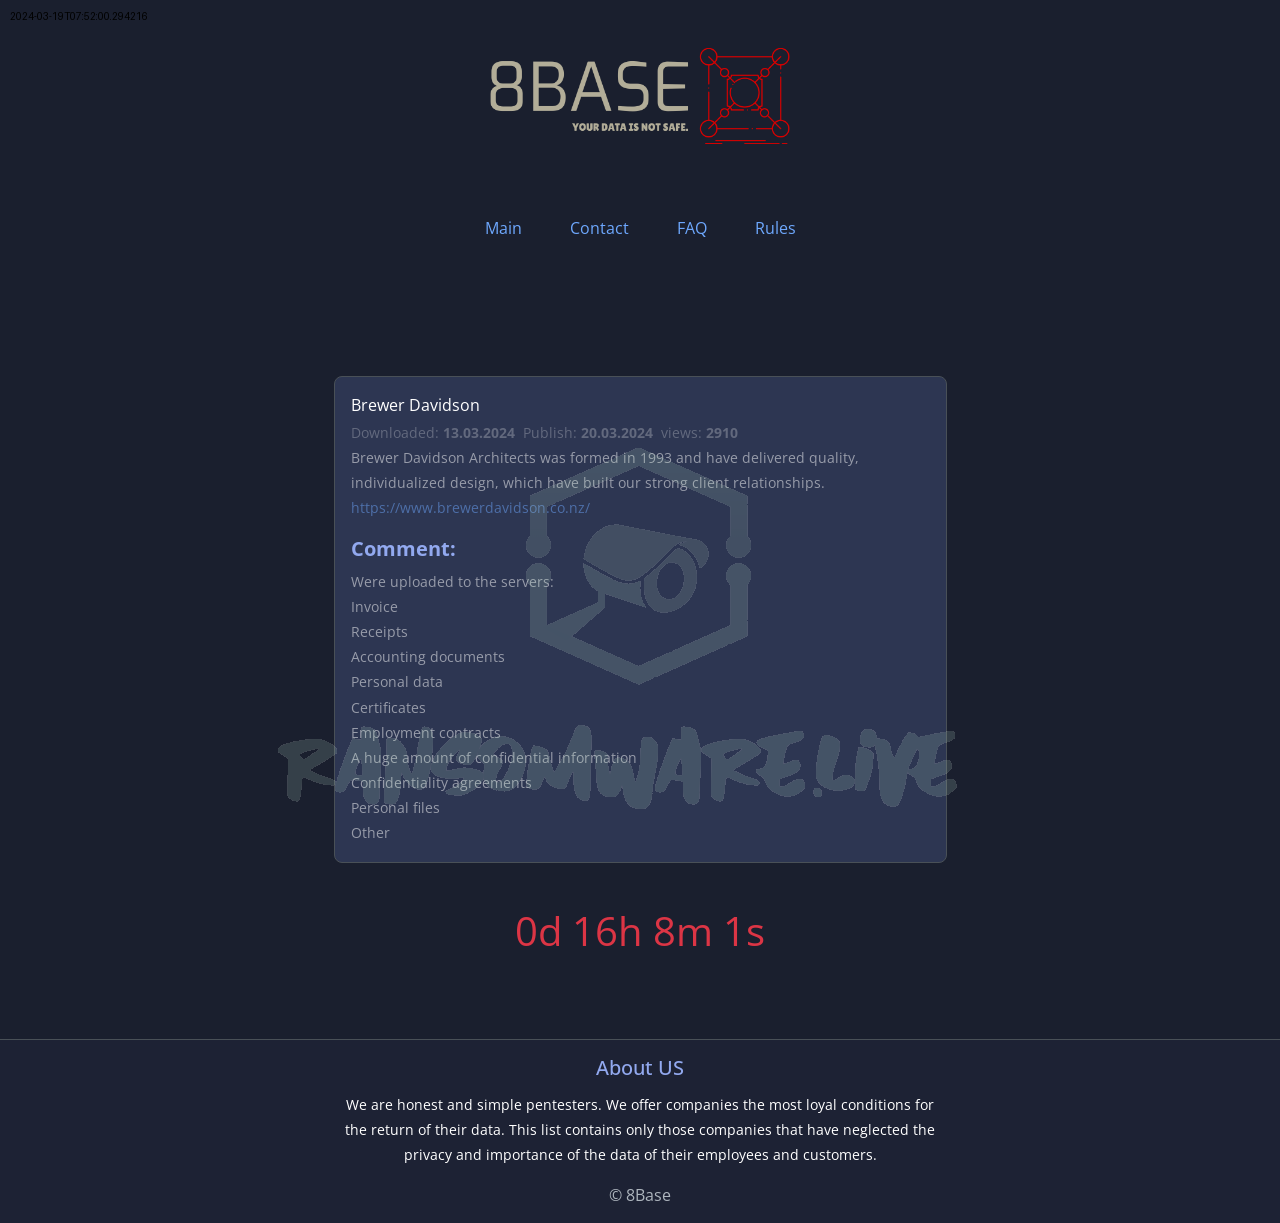 2024-03-19T07:52:00.294216
8BASE
YOUR DATA IS NOT SAFE.
Main Contact FAQ Rules
Brewer Davidson
Downloaded: 13.03.2024 Publish: 20.03.2024 views: 2910
Brewer Davidson Architects was formed in 1993 and have delivered quality,
individualized design, which have built our strong client relationships.
https://www.brewerdavidson.co.nz/
Comment:
Were uploaded to the servers:
Invoice
Receipts
Accounting documents
Personal data
Certificates
Employment contracts
RANSOMWARE.LIVE
A huge amount of confidential information
Confidentiality agreements
Personal files
Other
0d 16h 8m 1s
About US
We are honest and simple pentesters. We offer companies the most loyal conditions for
the return of their data. This list contains only those companies that have neglected the
privacy and importance of the data of their employees and customers.
© 8Base